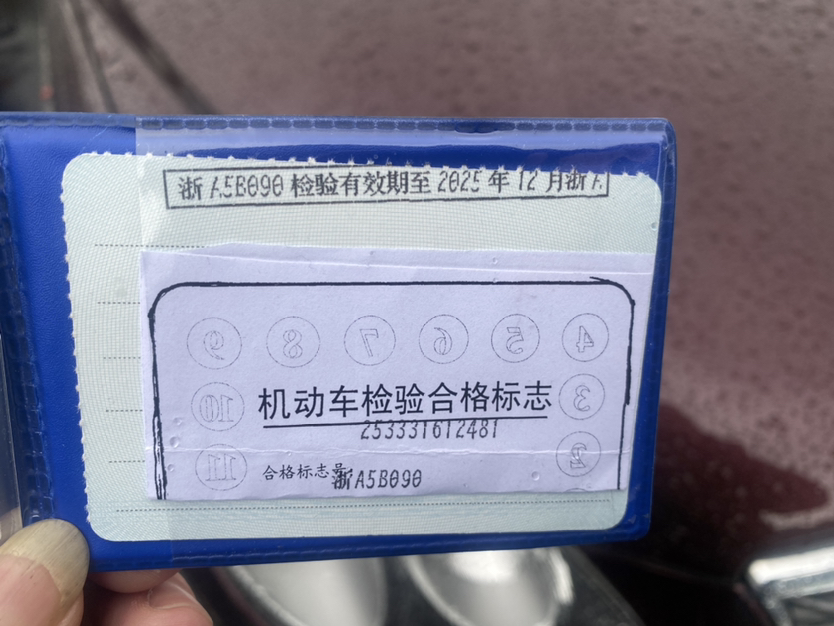 浙A5B090 检验有效期至 2025 年 12 月浙A
9 8 7 6 5 4
10 机动车检验合格标志 3
253331612481
11 合格标志号 浙A5B090 2